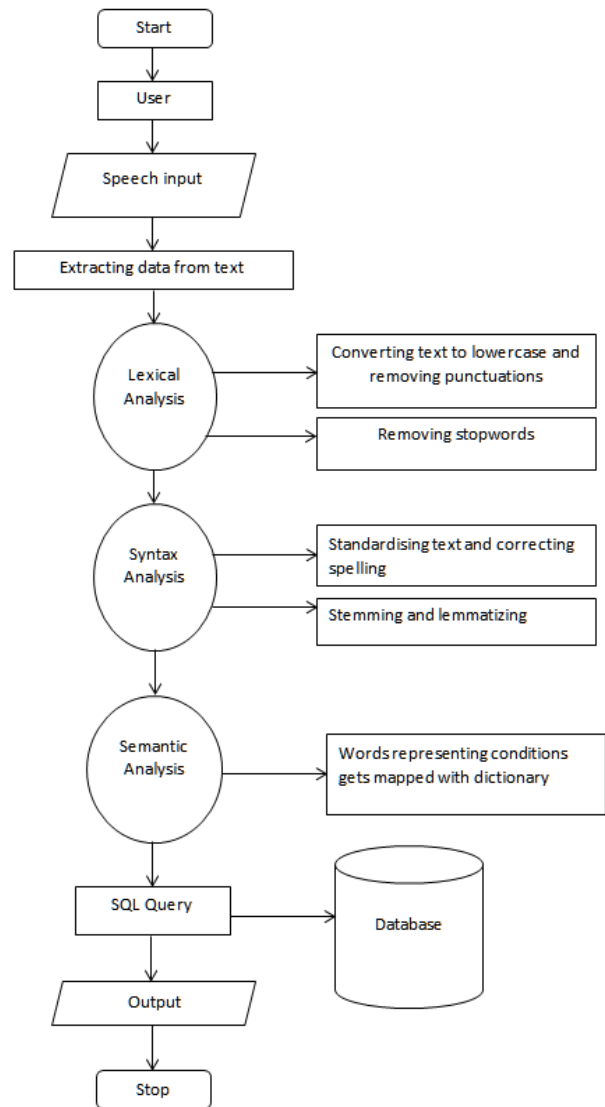 Start
User
Speech input
Extracting data from text
Lexical
Analysis
Converting text to lowercase and
removing punctuations
Removing stopwords
Syntax
Analysis
Standardising text and correcting
spelling
Stemming and lemmatizing
Semantic
Analysis
Words representing conditions
gets mapped with dictionary
SQL Query
Database
Output
Stop